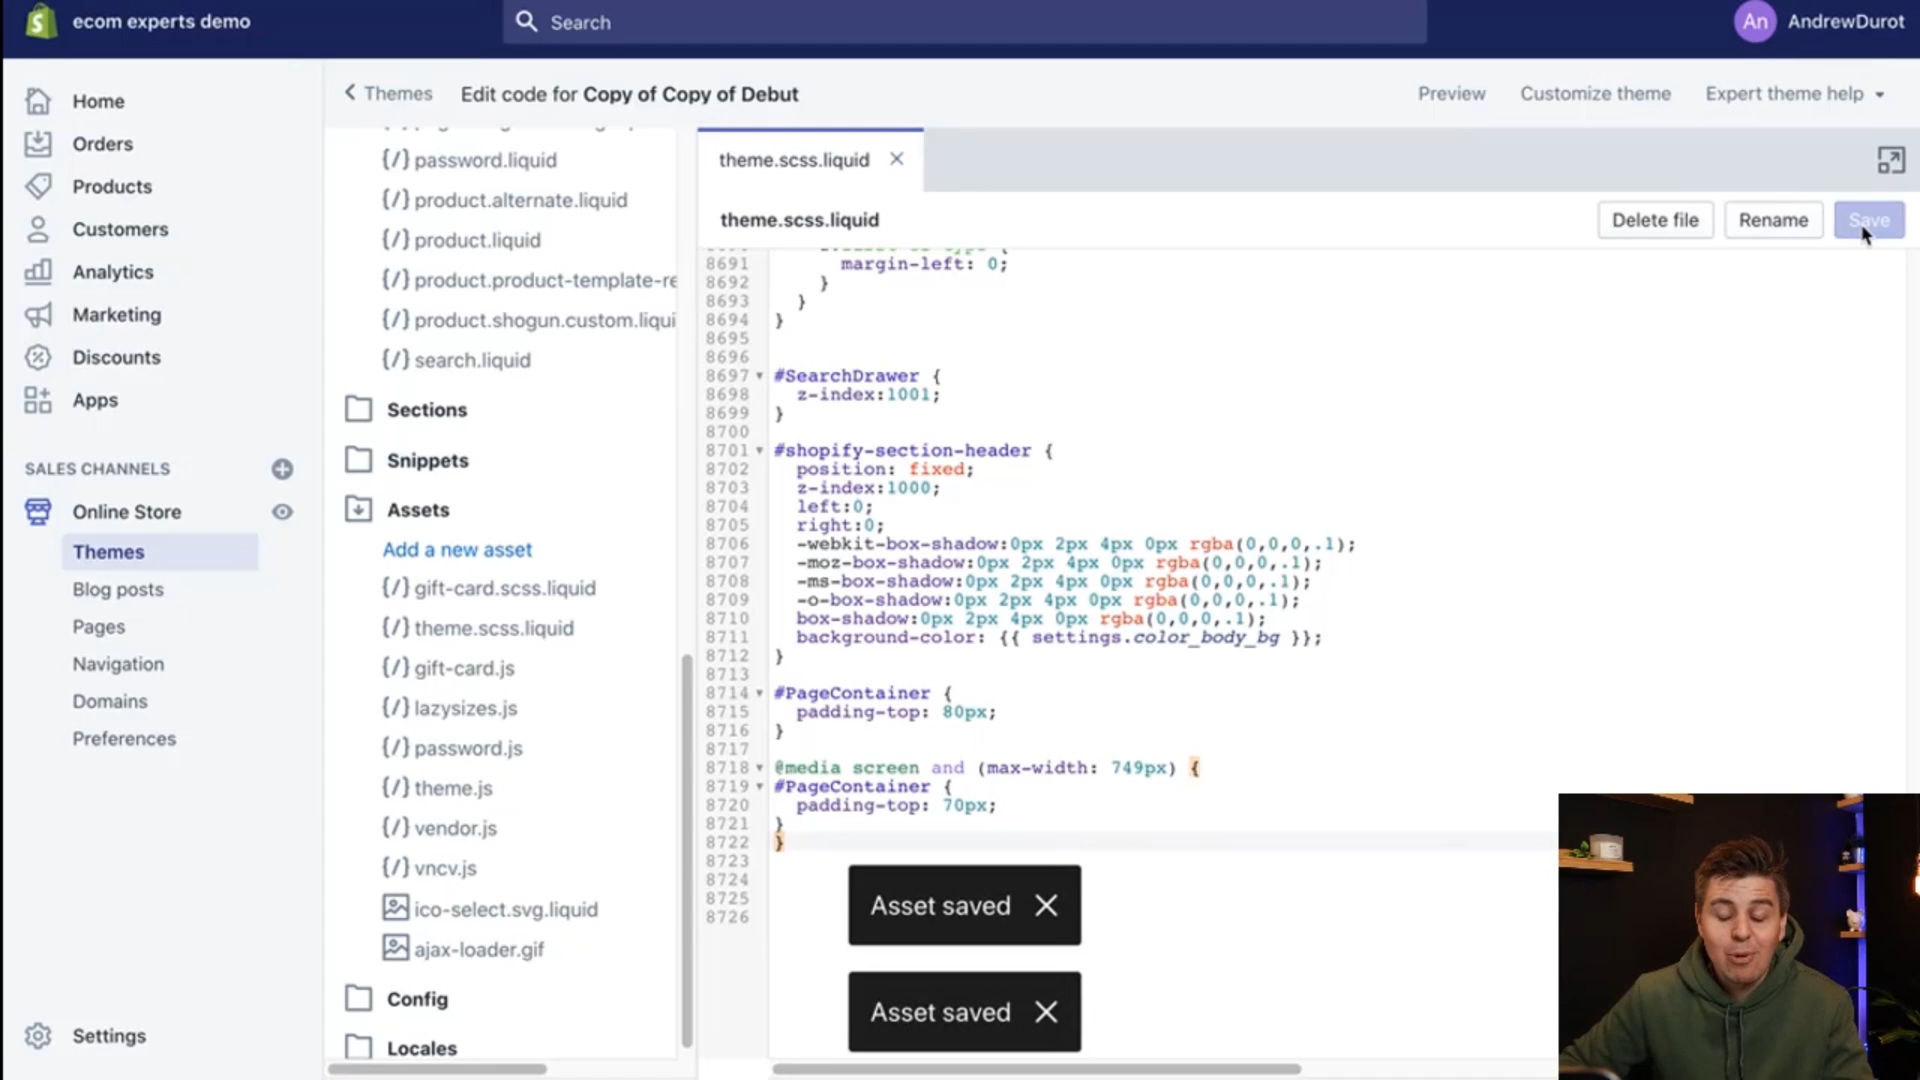 ecom experts demo
Search
An
AndrewDurot
Home
Orders
Products
Customers
Analytics
Marketing
Discounts
Apps
SALES CHANNELS
Online Store
Themes
Blog posts
Pages
Navigation
Domains
Preferences
Settings
Themes
Edit code for Copy of Copy of Debut
Preview
Customize theme
Expert theme help
{/} password.liquid
{/} product.alternate.liquid
{/} product.liquid
{/} product.product-template-re
{/} product.shogun.custom.liqui
{/} search.liquid
Sections
Snippets
Assets
Add a new asset
{/} gift-card.scss.liquid
{/} theme.scss.liquid
{/} gift-card.js
{/} lazysizes.js
{/} password.js
{/} theme.js
{/} vendor.js
{/} vncv.js
ico-select.svg.liquid
ajax-loader.gif
Config
Locales
theme.scss.liquid
theme.scss.liquid
Delete file
Rename
Save
8691 margin-left: 0;
8692 }
8693 }
8694 }
8695
8696
8697 #SearchDrawer {
8698 z-index:1001;
8699 }
8700
8701 #shopify-section-header {
8702 position: fixed;
8703 z-index:1000;
8704 left:0;
8705 right:0;
8706 -webkit-box-shadow:0px 2px 4px 0px rgba(0,0,0,.1);
8707 -moz-box-shadow:0px 2px 4px 0px rgba(0,0,0,.1);
8708 -ms-box-shadow:0px 2px 4px 0px rgba(0,0,0,.1);
8709 -o-box-shadow:0px 2px 4px 0px rgba(0,0,0,.1);
8710 box-shadow:0px 2px 4px 0px rgba(0,0,0,.1);
8711 background-color: {{ settings.color_body_bg }};
8712 }
8713
8714 #PageContainer {
8715 padding-top: 80px;
8716 }
8717
8718 @media screen and (max-width: 749px) {
8719 #PageContainer {
8720 padding-top: 70px;
8721 }
8722 }
8723
8724
8725
8726
Asset saved
Asset saved